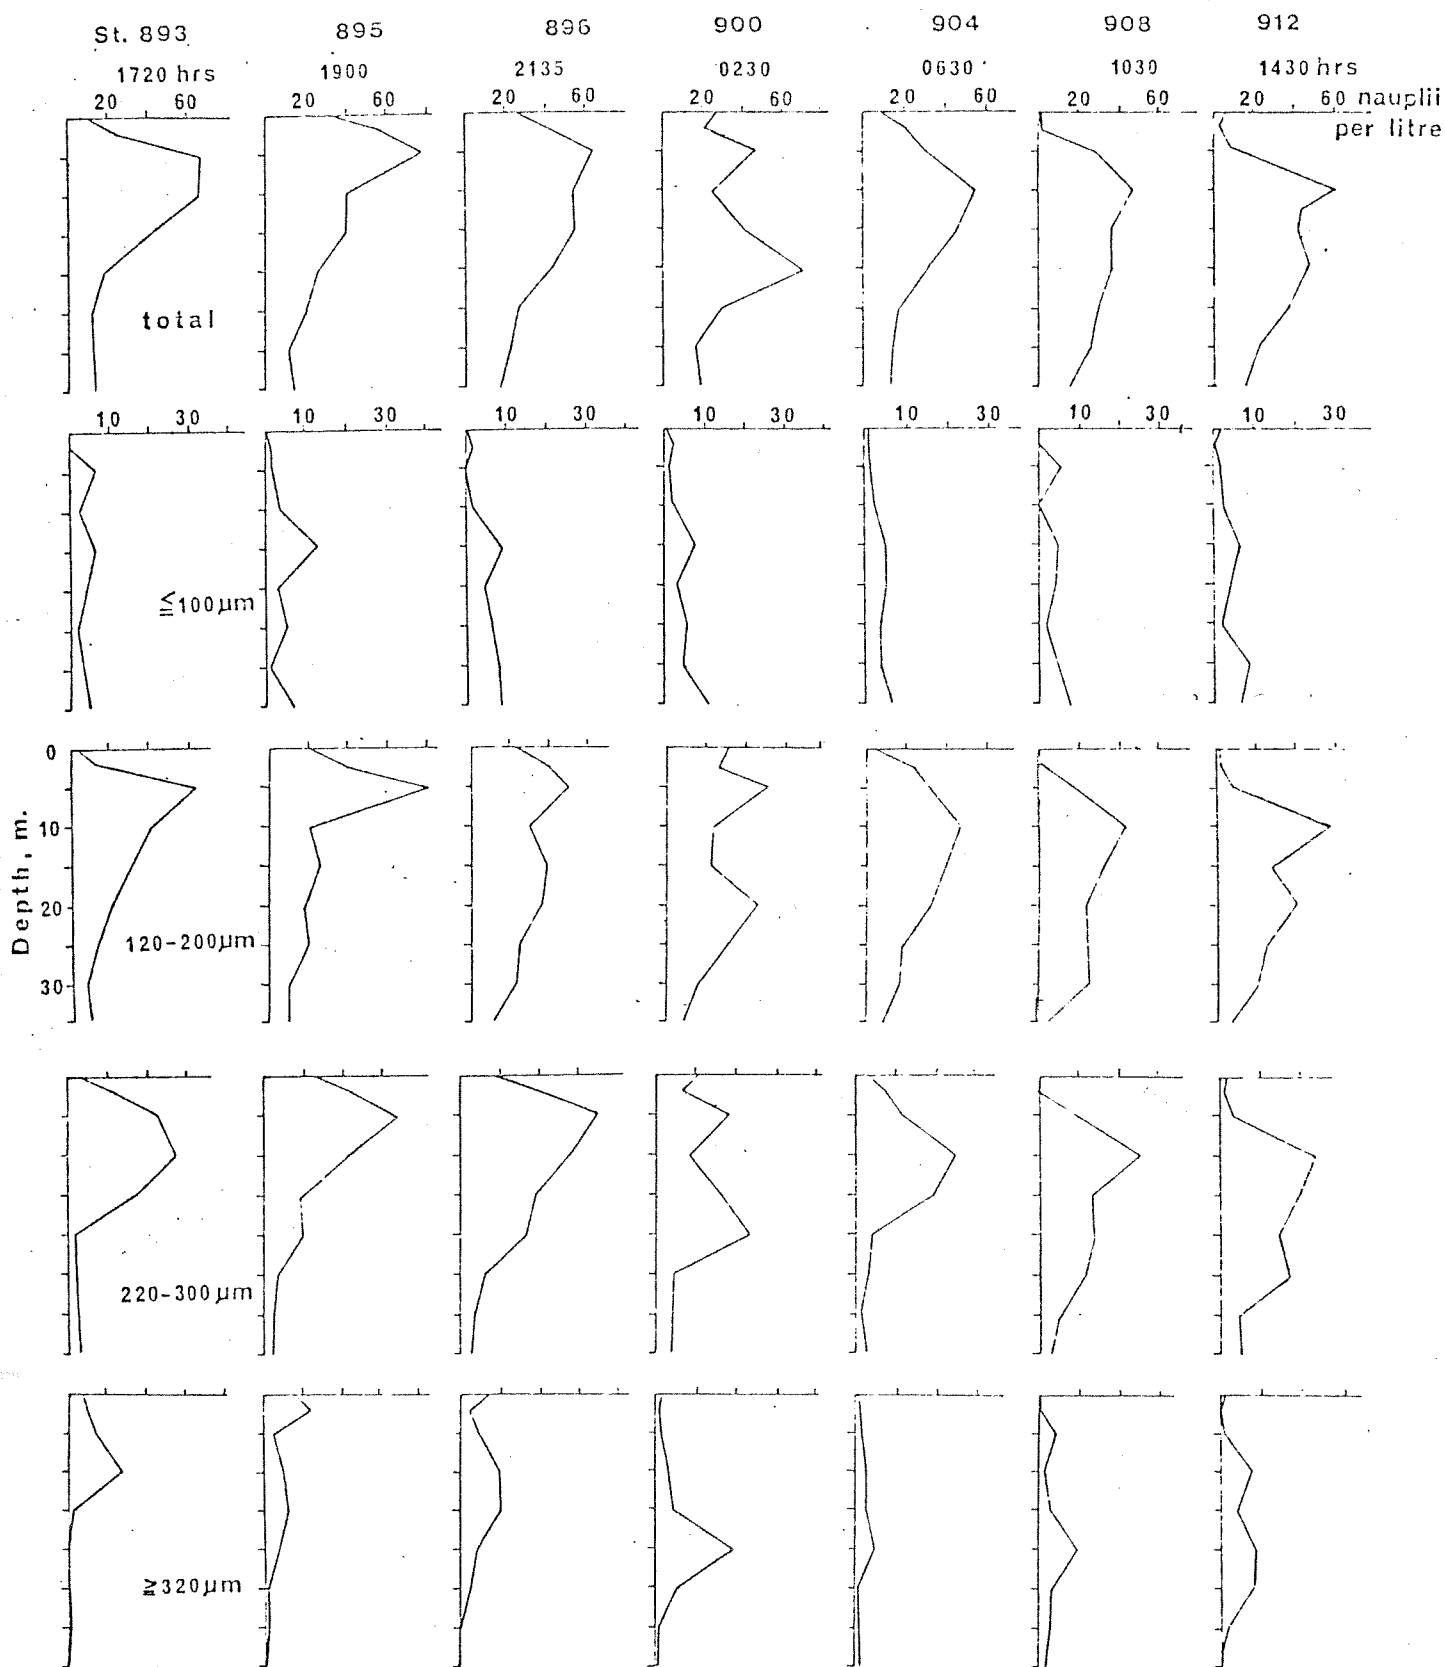 St. 893 895 896 900 904 908 912
1720 hrs 1900 2135 0230 0630 1030 1430 hrs
20 60 20 60 20 60 20 60 20 60 20 60 20 60 nauplii
per litre
total
10 30 10 30 10 30 10 30 10 30 10 30 10 30
≦100µm
0
10
20
30
Depth, m.
120-200µm
220-300µm
≧320µm